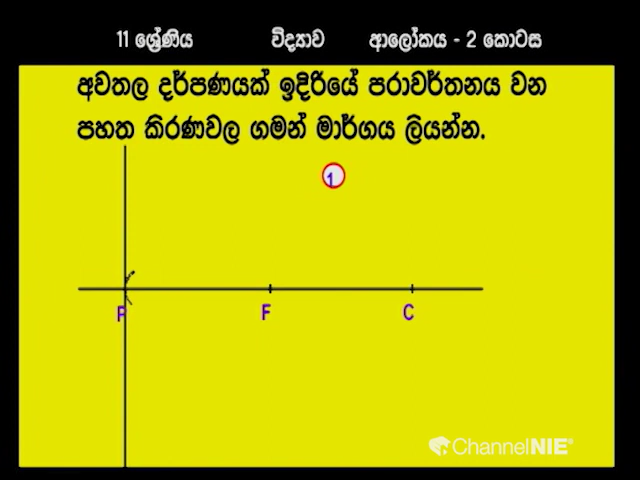 11 ශ්‍රේණිය විද්‍යාව ආලෝකය - 2 කොටස
අවතල දර්පණයක් ඉදිරියේ පරාවර්තනය වන
පහත කිරණවල ගමන් මාර්ගය ලියන්න.
1
P F C
ChannelNIE